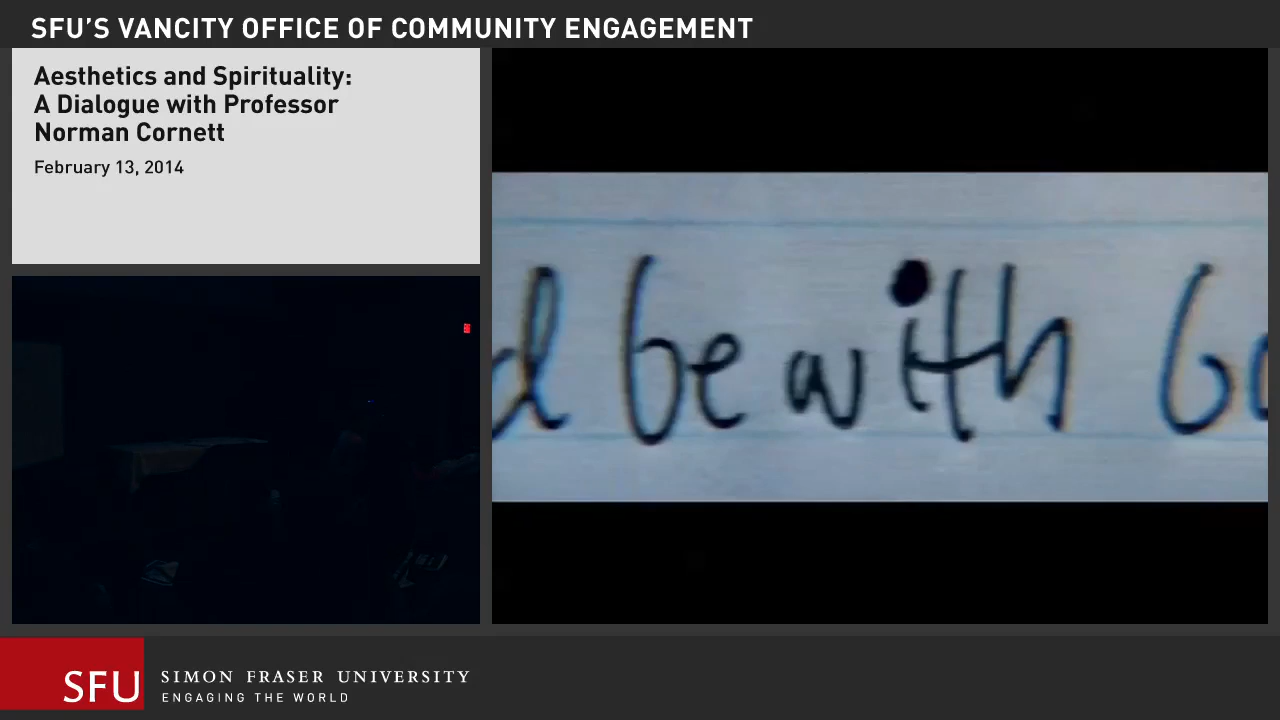 SFU'S VANCITY OFFICE OF COMMUNITY ENGAGEMENT
Aesthetics and Spirituality:
A Dialogue with Professor
Norman Cornett
February 13, 2014
be with
SFU SIMON FRASER UNIVERSITY
ENGAGING THE WORLD